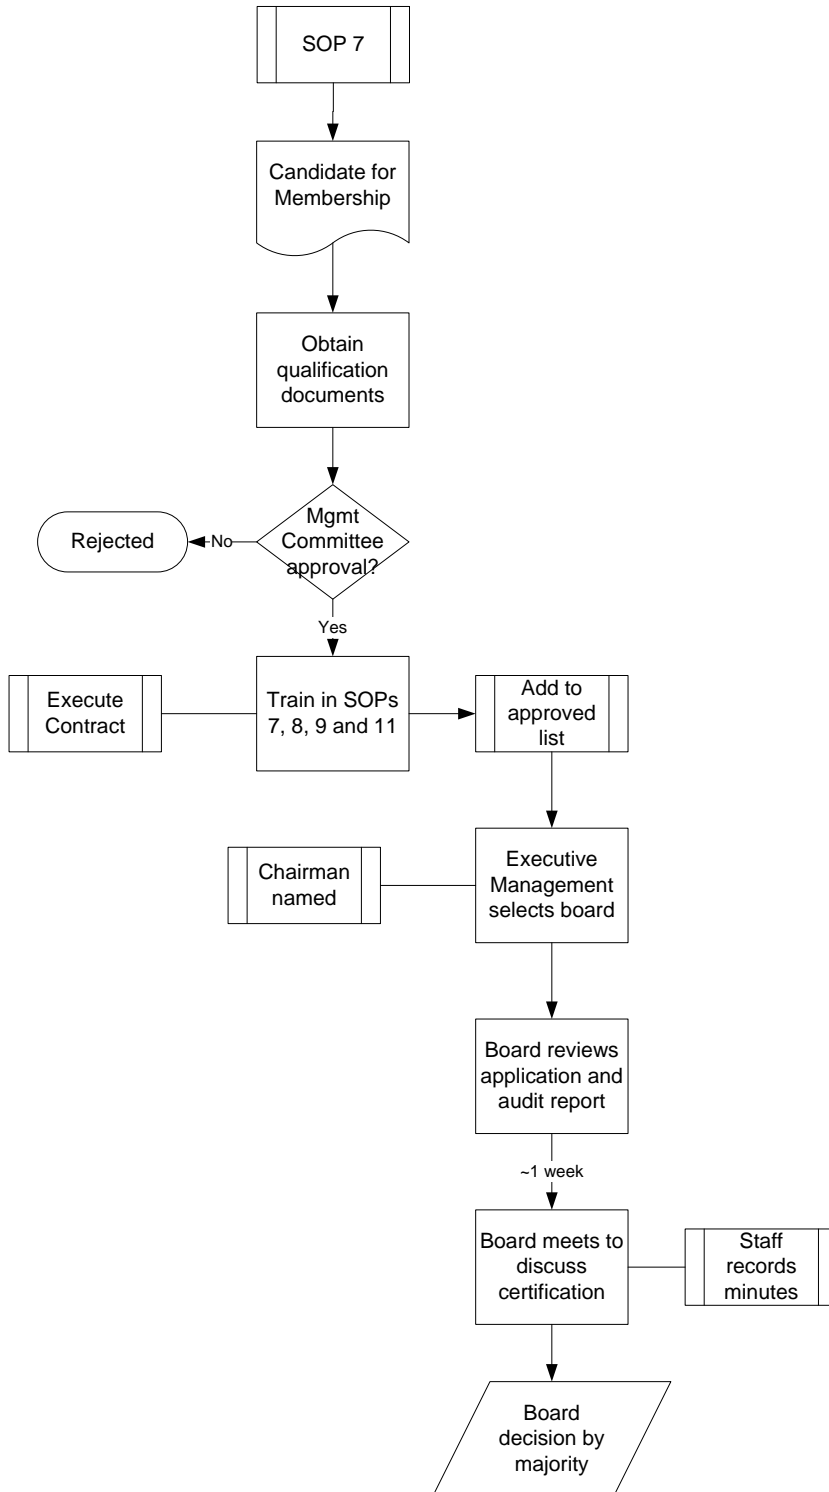 SOP 7
Candidate for
Membership
Obtain
qualification
documents
Mgmt
Committee
approval?
No
Rejected
Yes
Execute
Contract
Train in SOPs
7, 8, 9 and 11
Add to
approved
list
Chairman
named
Executive
Management
selects board
Board reviews
application and
audit report
~1 week
Board meets to
discuss
certification
Staff
records
minutes
Board
decision by
majority